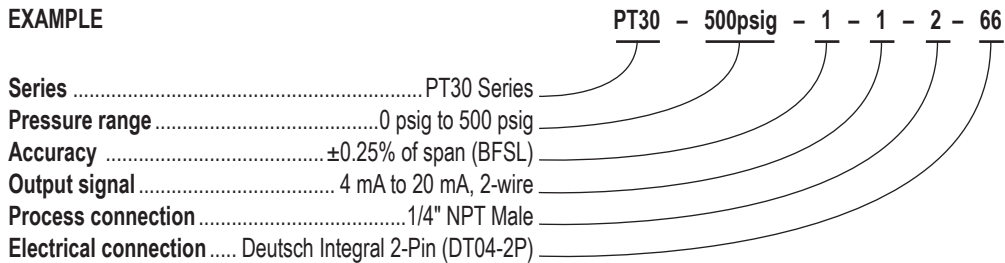 EXAMPLE PT30 – 500psig – 1 – 1 – 2 – 66
Series ................................................................ PT30 Series
Pressure range ......................................... 0 psig to 500 psig
Accuracy ........................................ ±0.25% of span (BFSL)
Output signal .................................... 4 mA to 20 mA, 2-wire
Process connection ...................................... 1/4" NPT Male
Electrical connection ..... Deutsch Integral 2-Pin (DT04-2P)